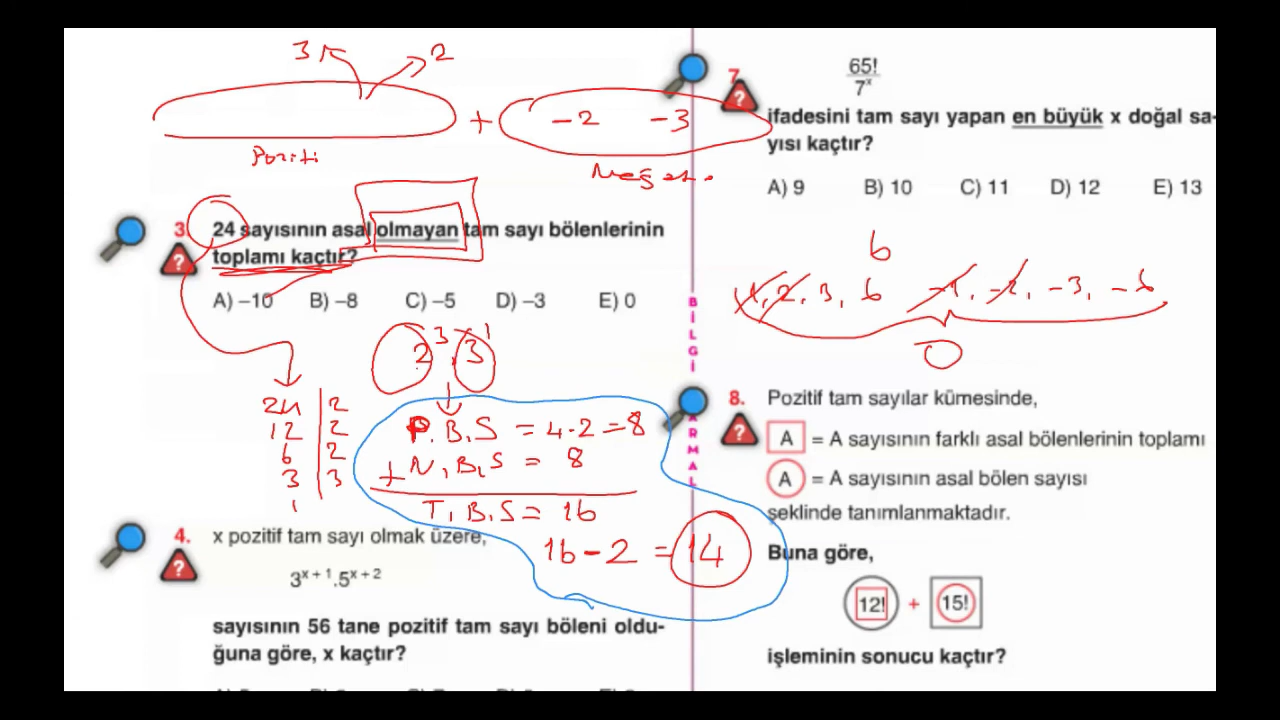 3 2
+ -2 -3
Poziti
3 24 sayısının asal olmayan tam sayı bölenlerinin
toplamı kaçtır?
A) –10 B) –8 C) –5 D) –3 E) 0
2³.3¹
24 2
12 2
6 2
3 3
1
P.B.S = 4.2 = 8
+ N.B.S = 8
T.B.S = 16
16 - 2 = 14
4. x pozitif tam sayı olmak üzere,
3ˣ⁺¹.5ˣ⁺²
sayısının 56 tane pozitif tam sayı böleni oldu-
ğuna göre, x kaçtır?
BİLGİ
ARMAL
7
65!
7ˣ
ifadesini tam sayı yapan en büyük x doğal sa-
yısı kaçtır?
A) 9 B) 10 C) 11 D) 12 E) 13
6
1, 2, 3, 6 -1, -2, -3, -6
0
8. Pozitif tam sayılar kümesinde,
A = A sayısının farklı asal bölenlerinin toplamı
A = A sayısının asal bölen sayısı
şeklinde tanımlanmaktadır.
Buna göre,
12! + 15!
işleminin sonucu kaçtır?